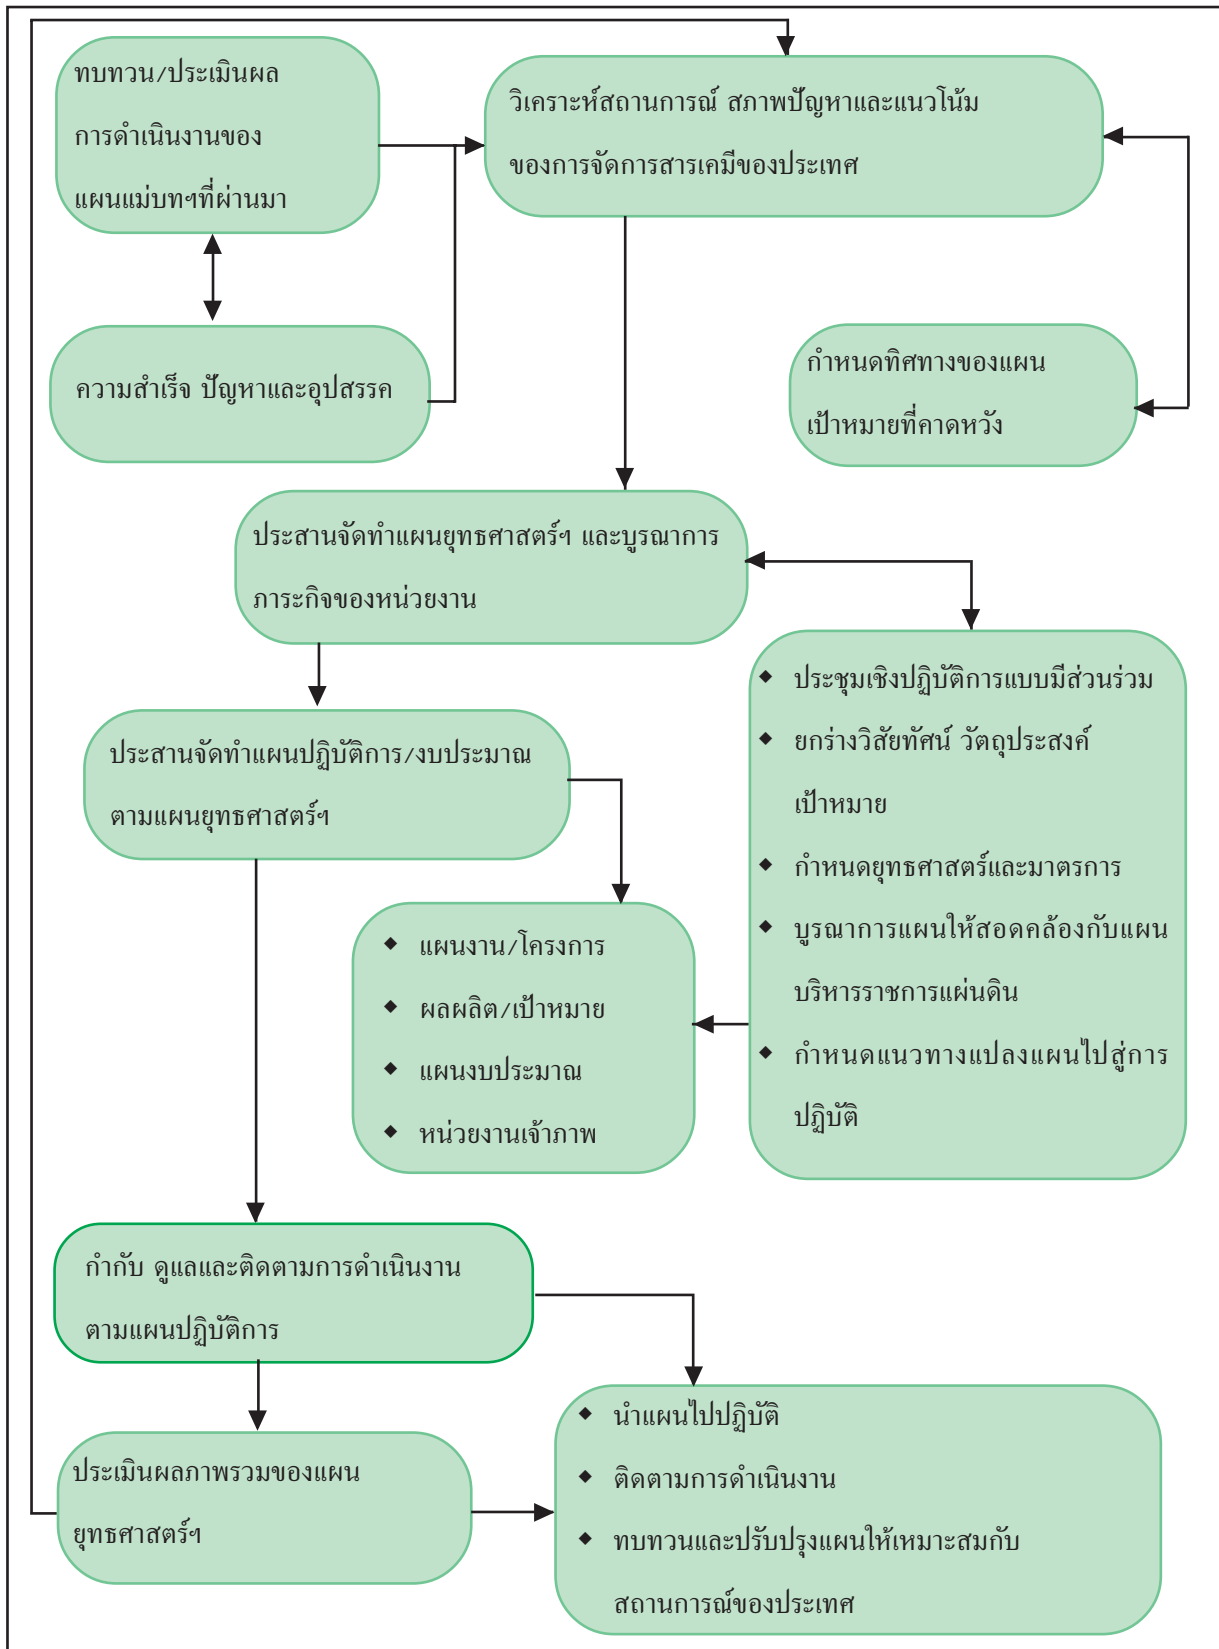 ทบทวน/ประเมินผล
การดำเนินงานของ
แผนแม่บทฯที่ผ่านมา
วิเคราะห์สถานการณ์ สภาพปัญหาและแนวโน้ม
ของการจัดการสารเคมีของประเทศ
ความสำเร็จ ปัญหาและอุปสรรค
กำหนดทิศทางของแผน
เป้าหมายที่คาดหวัง
ประสานจัดทำแผนยุทธศาสตร์ฯ และบูรณาการ
ภาระกิจของหน่วยงาน
◆ ประชุมเชิงปฏิบัติการแบบมีส่วนร่วม
◆ ยกร่างวิสัยทัศน์ วัตถุประสงค์
เป้าหมาย
◆ กำหนดยุทธศาสตร์และมาตรการ
◆ บูรณาการแผนให้สอดคล้องกับแผน
บริหารราชการแผ่นดิน
◆ กำหนดแนวทางแปลงแผนไปสู่การ
ปฏิบัติ
ประสานจัดทำแผนปฏิบัติการ/งบประมาณ
ตามแผนยุทธศาสตร์ฯ
◆ แผนงาน/โครงการ
◆ ผลผลิต/เป้าหมาย
◆ แผนงบประมาณ
◆ หน่วยงานเจ้าภาพ
กำกับ ดูแลและติดตามการดำเนินงาน
ตามแผนปฏิบัติการ
ประเมินผลภาพรวมของแผน
ยุทธศาสตร์ฯ
◆ นำแผนไปปฏิบัติ
◆ ติดตามการดำเนินงาน
◆ ทบทวนและปรับปรุงแผนให้เหมาะสมกับ
สถานการณ์ของประเทศ